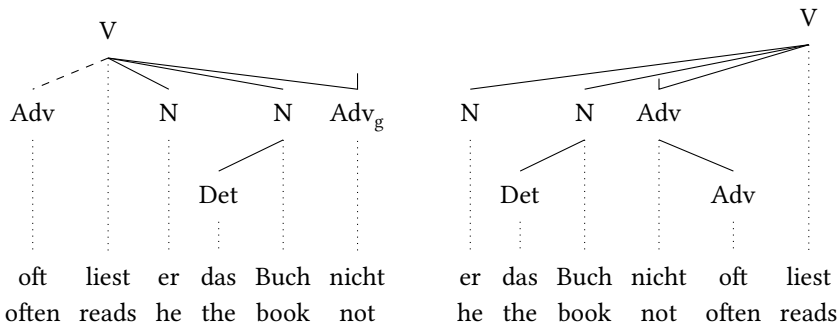 V V
Adv N N Adv_g N N Adv
Det Det Adv
oft liest er das Buch nicht er das Buch nicht oft liest
often reads he the book not he the book not often reads